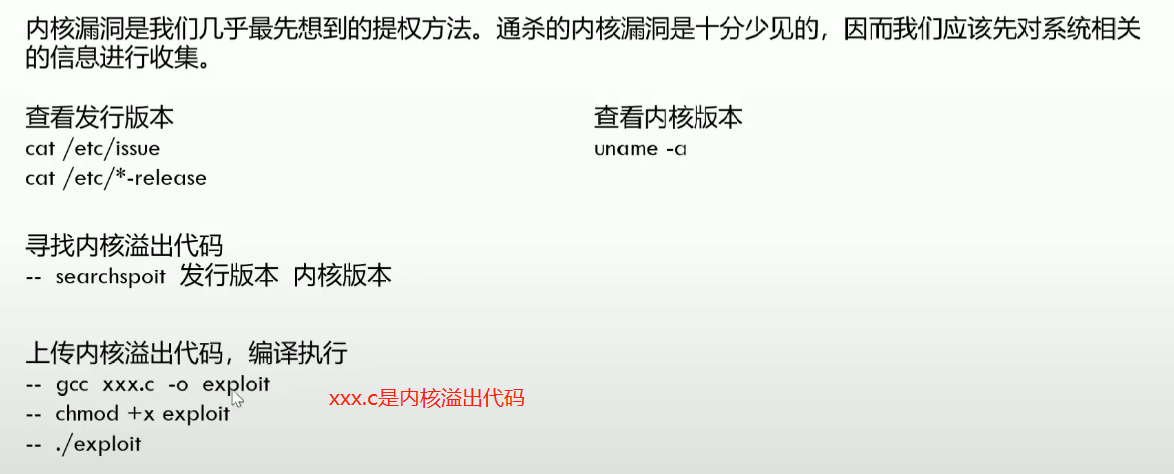 内核漏洞是我们几乎最先想到的提权方法。通杀的内核漏洞是十分少见的，因而我们应该先对系统相关
的信息进行收集。
查看发行版本
cat /etc/issue
cat /etc/*-release
查看内核版本
uname -a
寻找内核溢出代码
-- searchspoit 发行版本 内核版本
上传内核溢出代码，编译执行
-- gcc xxx.c -o exploit
-- chmod +x exploit
-- ./exploit
xxx.c是内核溢出代码